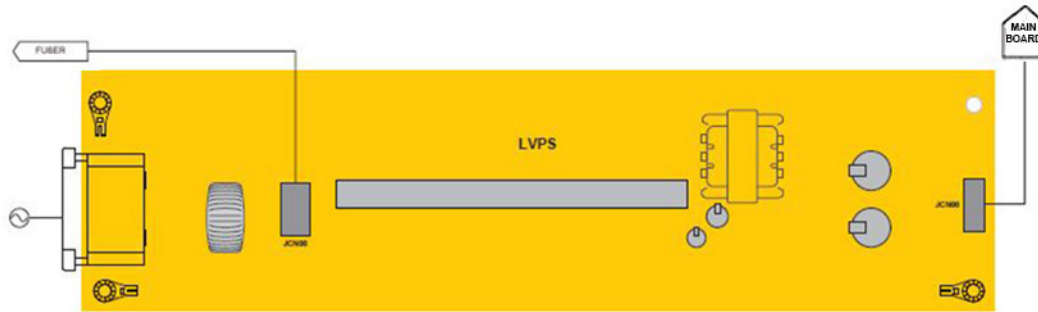 MAIN
BOARD
FUSER
LVPS
JCN00
JCN00